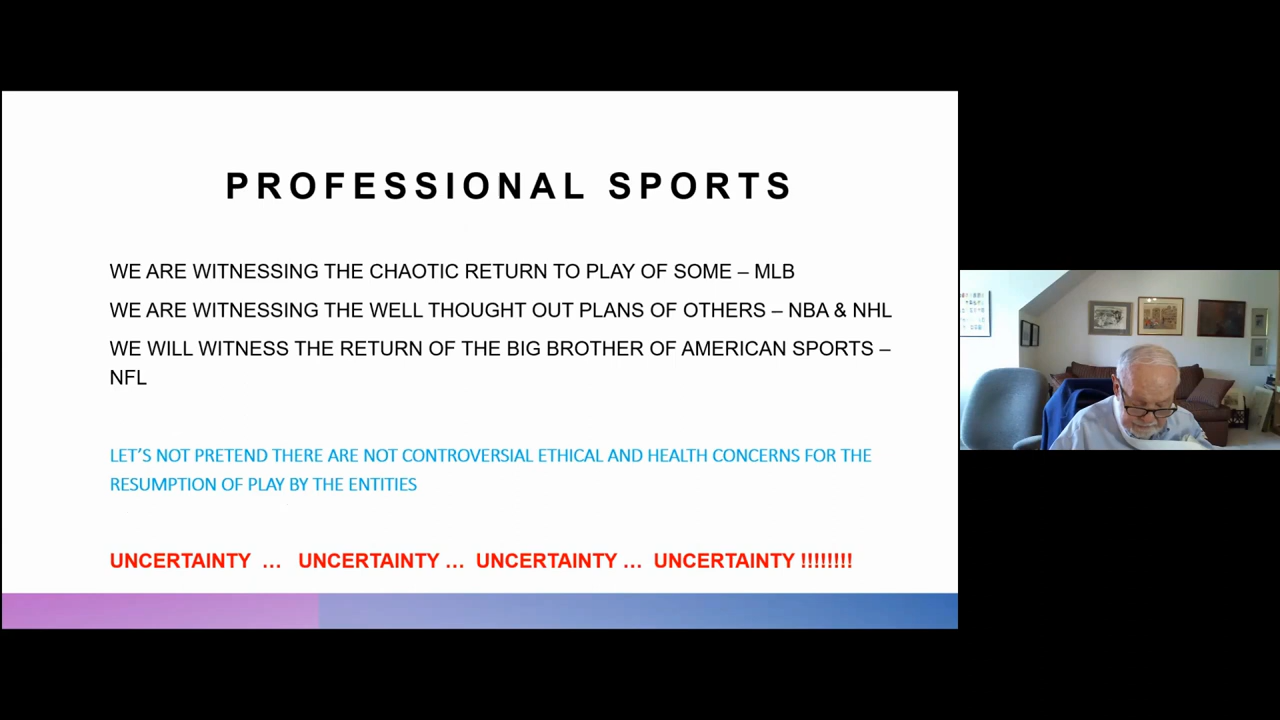 PROFESSIONAL SPORTS
WE ARE WITNESSING THE CHAOTIC RETURN TO PLAY OF SOME – MLB
WE ARE WITNESSING THE WELL THOUGHT OUT PLANS OF OTHERS – NBA & NHL
WE WILL WITNESS THE RETURN OF THE BIG BROTHER OF AMERICAN SPORTS –
NFL
LET’S NOT PRETEND THERE ARE NOT CONTROVERSIAL ETHICAL AND HEALTH CONCERNS FOR THE
RESUMPTION OF PLAY BY THE ENTITIES
UNCERTAINTY … UNCERTAINTY … UNCERTAINTY … UNCERTAINTY !!!!!!!!